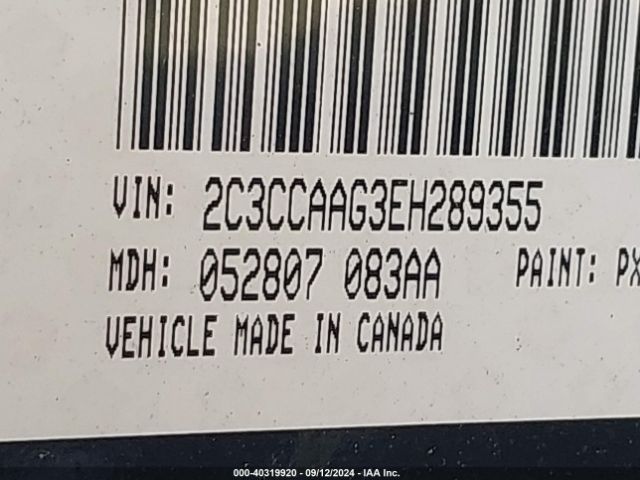 VIN: 2C3CCAAG3EH289355
MDH: 052807 083AA PAINT: PX
VEHICLE MADE IN CANADA
000-40319920 - 09/12/2024 - IAA Inc.